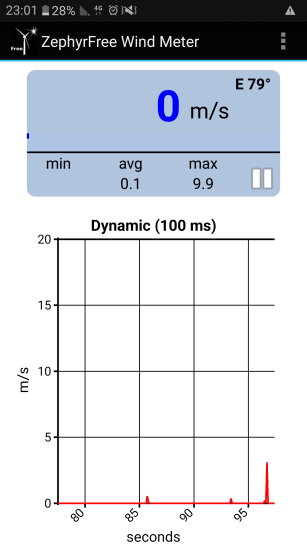 23:01 28% 4G
Free ZephyrFree Wind Meter
E 79°
0 m/s
min avg max
0.1 9.9
Dynamic (100 ms)
20
15
10
5
0
m/s
80 85 90 95
seconds